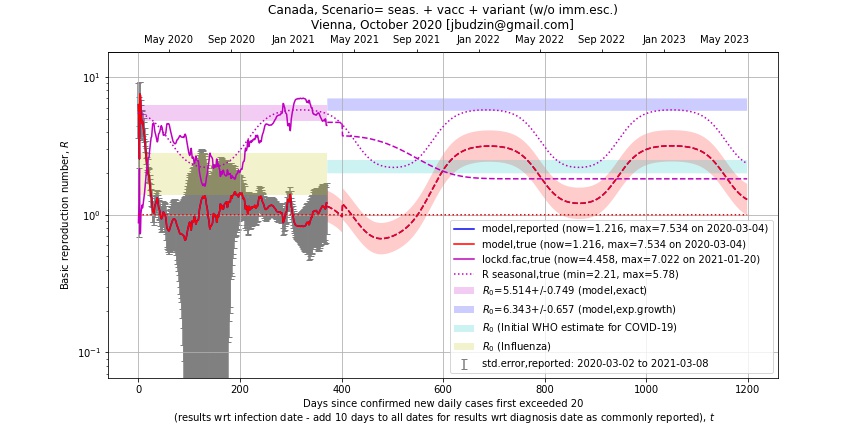 Canada, Scenario= seas. + vacc + variant (w/o imm.esc.)
Vienna, October 2020 [jbudzin@gmail.com]
May 2020 Sep 2020 Jan 2021 May 2021 Sep 2021 Jan 2022 May 2022 Sep 2022 Jan 2023 May 2023
10¹
10⁰
10⁻¹
Basic reproduction number, R
model,reported (now=1.216, max=7.534 on 2020-03-04)
model,true (now=1.216, max=7.534 on 2020-03-04)
lockd.fac,true (now=4.458, max=7.022 on 2021-01-20)
R seasonal,true (min=2.21, max=5.78)
R₀=5.514+/-0.749 (model,exact)
R₀=6.343+/-0.657 (model,exp.growth)
R₀ (Initial WHO estimate for COVID-19)
R₀ (Influenza)
std.error,reported: 2020-03-02 to 2021-03-08
0 200 400 600 800 1000 1200
Days since confirmed new daily cases first exceeded 20
(results wrt infection date - add 10 days to all dates for results wrt diagnosis date as commonly reported), t